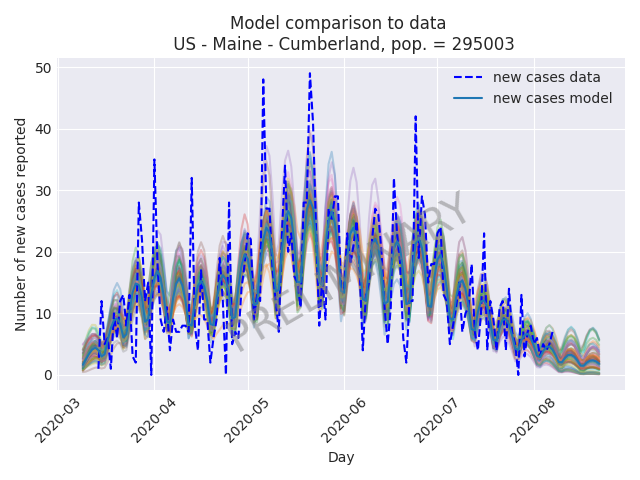 Model comparison to data
US - Maine - Cumberland, pop. = 295003
new cases data
new cases model
PRELIMINARY
Number of new cases reported
50
40
30
20
10
0
2020-03
2020-04
2020-05
2020-06
2020-07
2020-08
Day